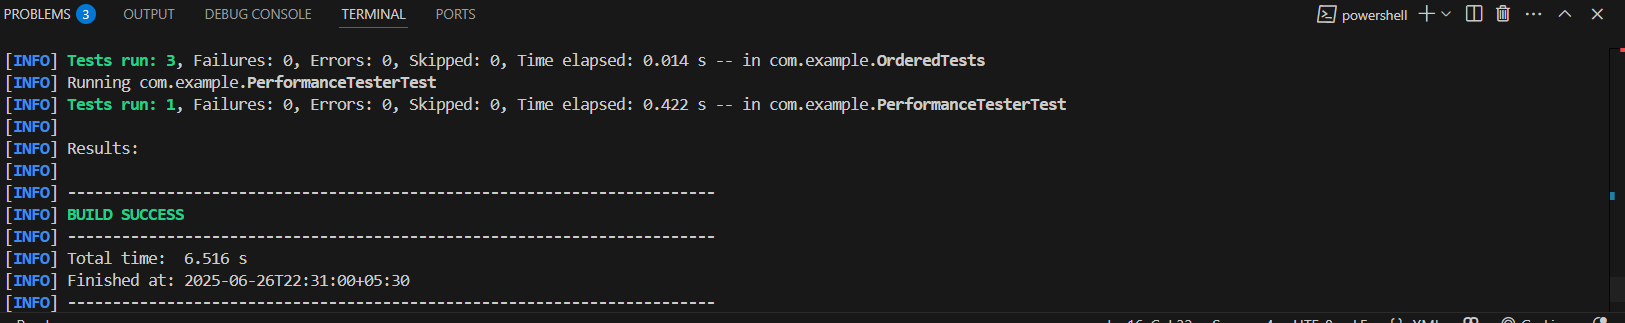 PROBLEMS 3 OUTPUT DEBUG CONSOLE TERMINAL PORTS powershell
[INFO] Tests run: 3, Failures: 0, Errors: 0, Skipped: 0, Time elapsed: 0.014 s -- in com.example.OrderedTests
[INFO] Running com.example.PerformanceTesterTest
[INFO] Tests run: 1, Failures: 0, Errors: 0, Skipped: 0, Time elapsed: 0.422 s -- in com.example.PerformanceTesterTest
[INFO]
[INFO] Results:
[INFO]
[INFO] ------------------------------------------------------------------------
[INFO] BUILD SUCCESS
[INFO] ------------------------------------------------------------------------
[INFO] Total time:  6.516 s
[INFO] Finished at: 2025-06-26T22:31:00+05:30
[INFO] ------------------------------------------------------------------------